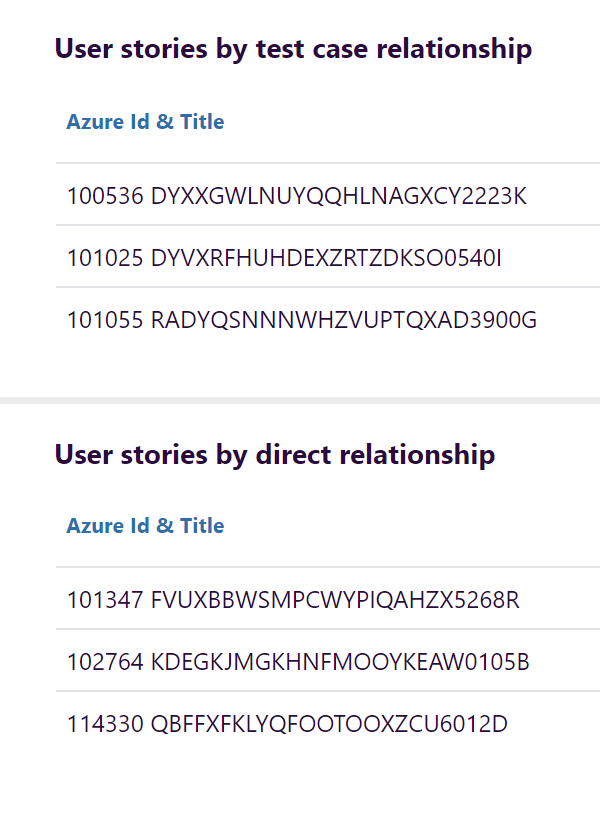 User stories by test case relationship
Azure Id & Title
100536 DYXXGWLNUYQQHLNAGXCY2223K
101025 DYVXRFHUHDEXZRTZDKSO0540I
101055 RADYQSNNNWHZVUPTQXAD3900G
User stories by direct relationship
Azure Id & Title
101347 FVUXBBWSMPCWYPIQAHZX5268R
102764 KDEGKJMGKHNFMOOYKEAW0105B
114330 QBFFXFKLYQFOOTOOXZCU6012D